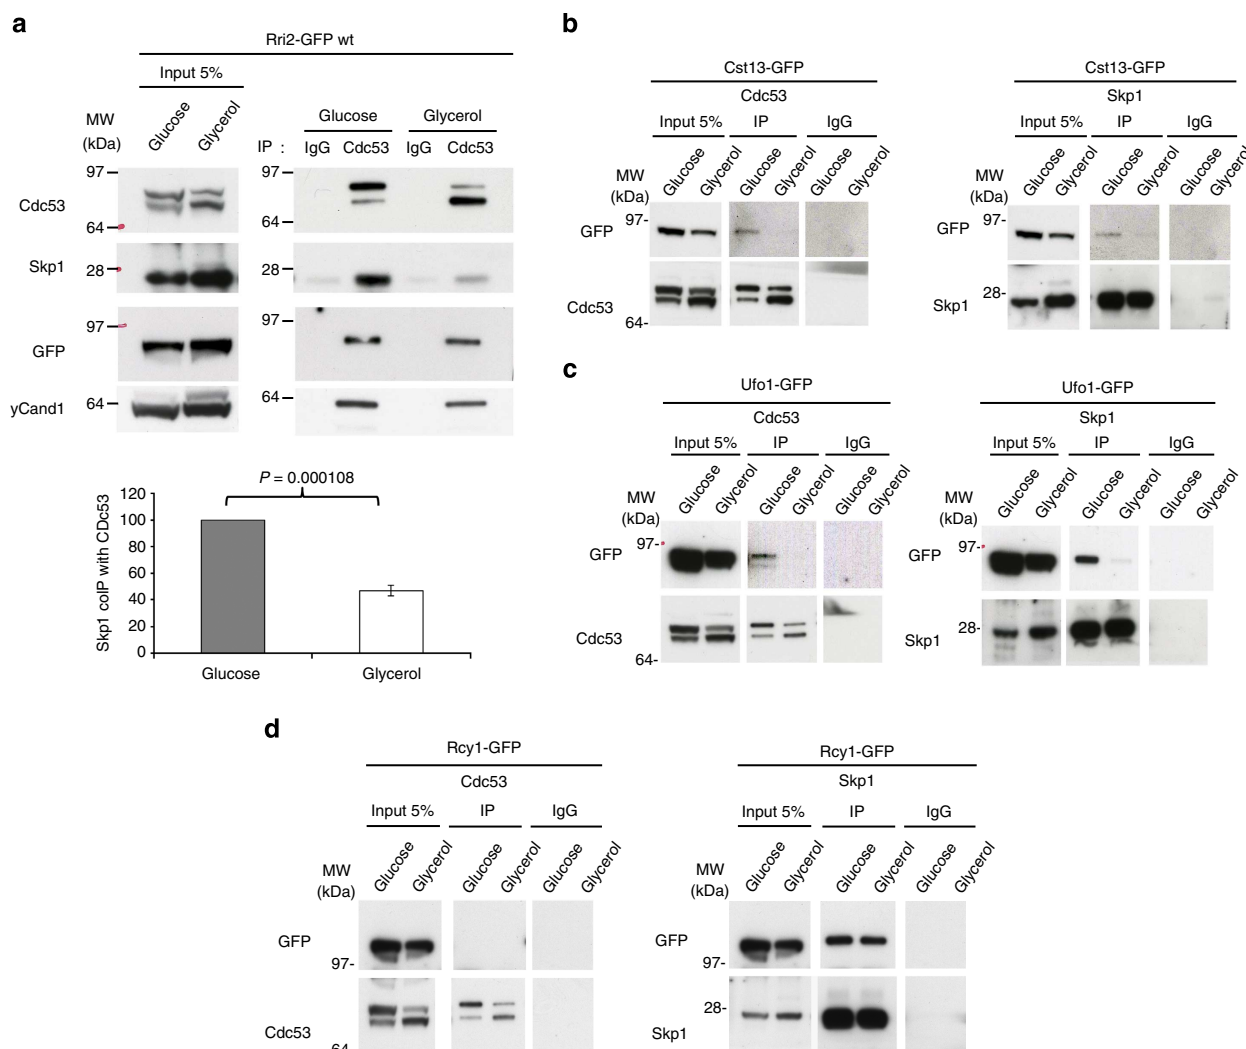 a
Rri2-GFP wt
Input 5%
MW
(kDa)
Glucose
Glycerol
Glucose
Glycerol
IP :
IgG
Cdc53
IgG
Cdc53
97
97
Cdc53
64
64
Skp1
28
28
97
97
GFP
yCand1
64
64
P = 0.000108
Skp1 coIP with CDc53
120
100
80
60
40
20
0
Glucose
Glycerol
b
Cst13-GFP
Cdc53
Input 5%
IP
IgG
MW
(kDa)
Glucose
Glycerol
Glucose
Glycerol
Glucose
Glycerol
97-
GFP
Cdc53
64-
Cst13-GFP
Skp1
Input 5%
IP
IgG
MW
(kDa)
Glucose
Glycerol
Glucose
Glycerol
Glucose
Glycerol
97-
GFP
28-
Skp1
c
Ufo1-GFP
Cdc53
Input 5%
IP
IgG
MW
(kDa)
Glucose
Glycerol
Glucose
Glycerol
Glucose
Glycerol
97-
GFP
Cdc53
64-
Ufo1-GFP
Skp1
Input 5%
IP
IgG
MW
(kDa)
Glucose
Glycerol
Glucose
Glycerol
Glucose
Glycerol
97-
GFP
28-
Skp1
d
Rcy1-GFP
Cdc53
Input 5%
IP
IgG
MW
(kDa)
Glucose
Glycerol
Glucose
Glycerol
Glucose
Glycerol
GFP
97-
Cdc53
64-
Rcy1-GFP
Skp1
Input 5%
IP
IgG
MW
(kDa)
Glucose
Glycerol
Glucose
Glycerol
Glucose
Glycerol
GFP
97-
28-
Skp1